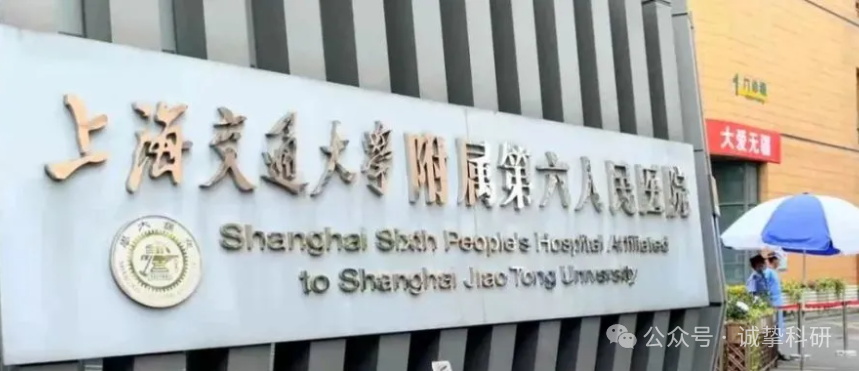 上海交通大學附属第六人民医院
Shanghai Sixth People's Hospital Affiliated
to Shanghai Jiao Tong University
大爱无疆
公众号·诚挚科研